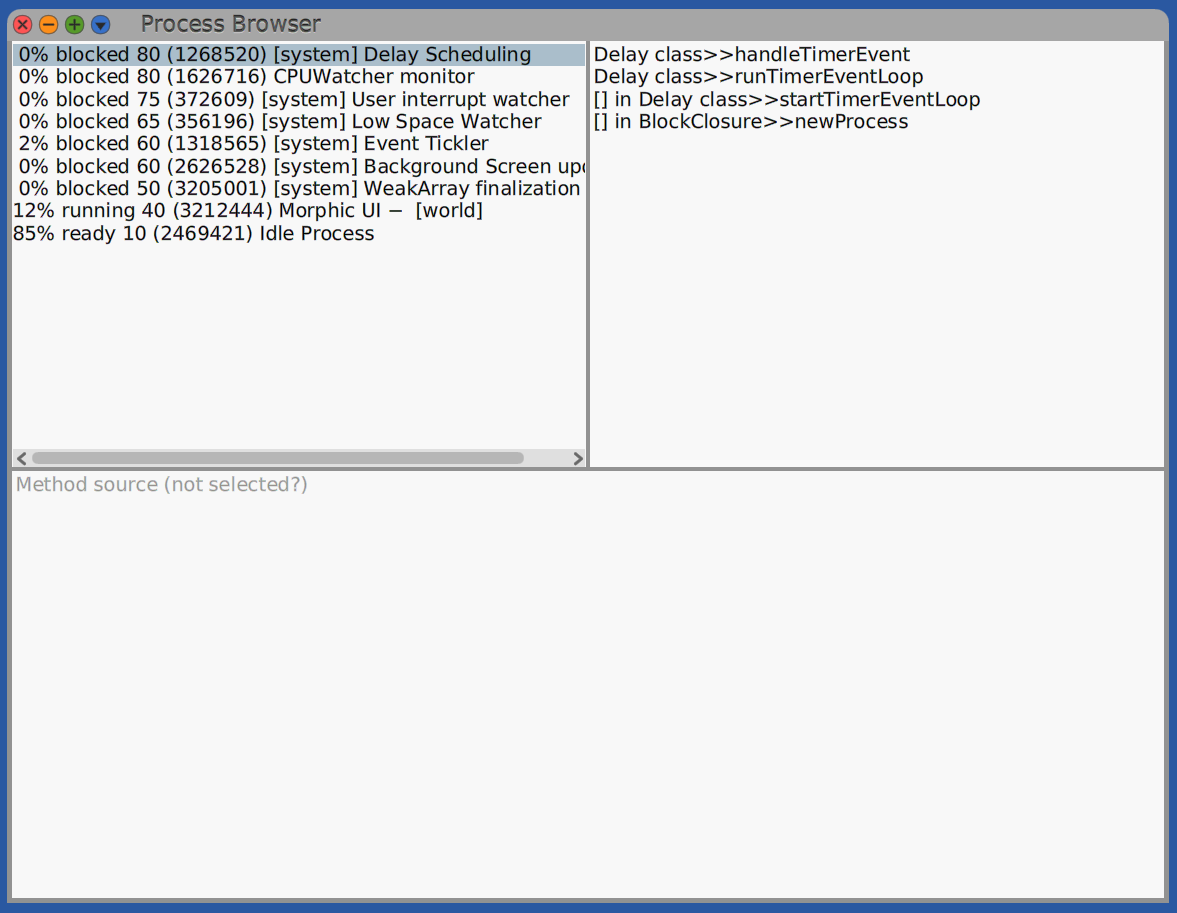 Process Browser
0% blocked 80 (1268520) [system] Delay Scheduling
0% blocked 80 (1626716) CPUWatcher monitor
0% blocked 75 (372609) [system] User interrupt watcher
0% blocked 65 (356196) [system] Low Space Watcher
2% blocked 60 (1318565) [system] Event Tickler
0% blocked 60 (2626528) [system] Background Screen
0% blocked 50 (3205001) [system] WeakArray finalization
12% running 40 (3212444) Morphic UI − [world]
85% ready 10 (2469421) Idle Process
Delay class>>handleTimerEvent
Delay class>>runTimerEventLoop
[] in Delay class>>startTimerEventLoop
[] in BlockClosure>>newProcess
Method source (not selected?)